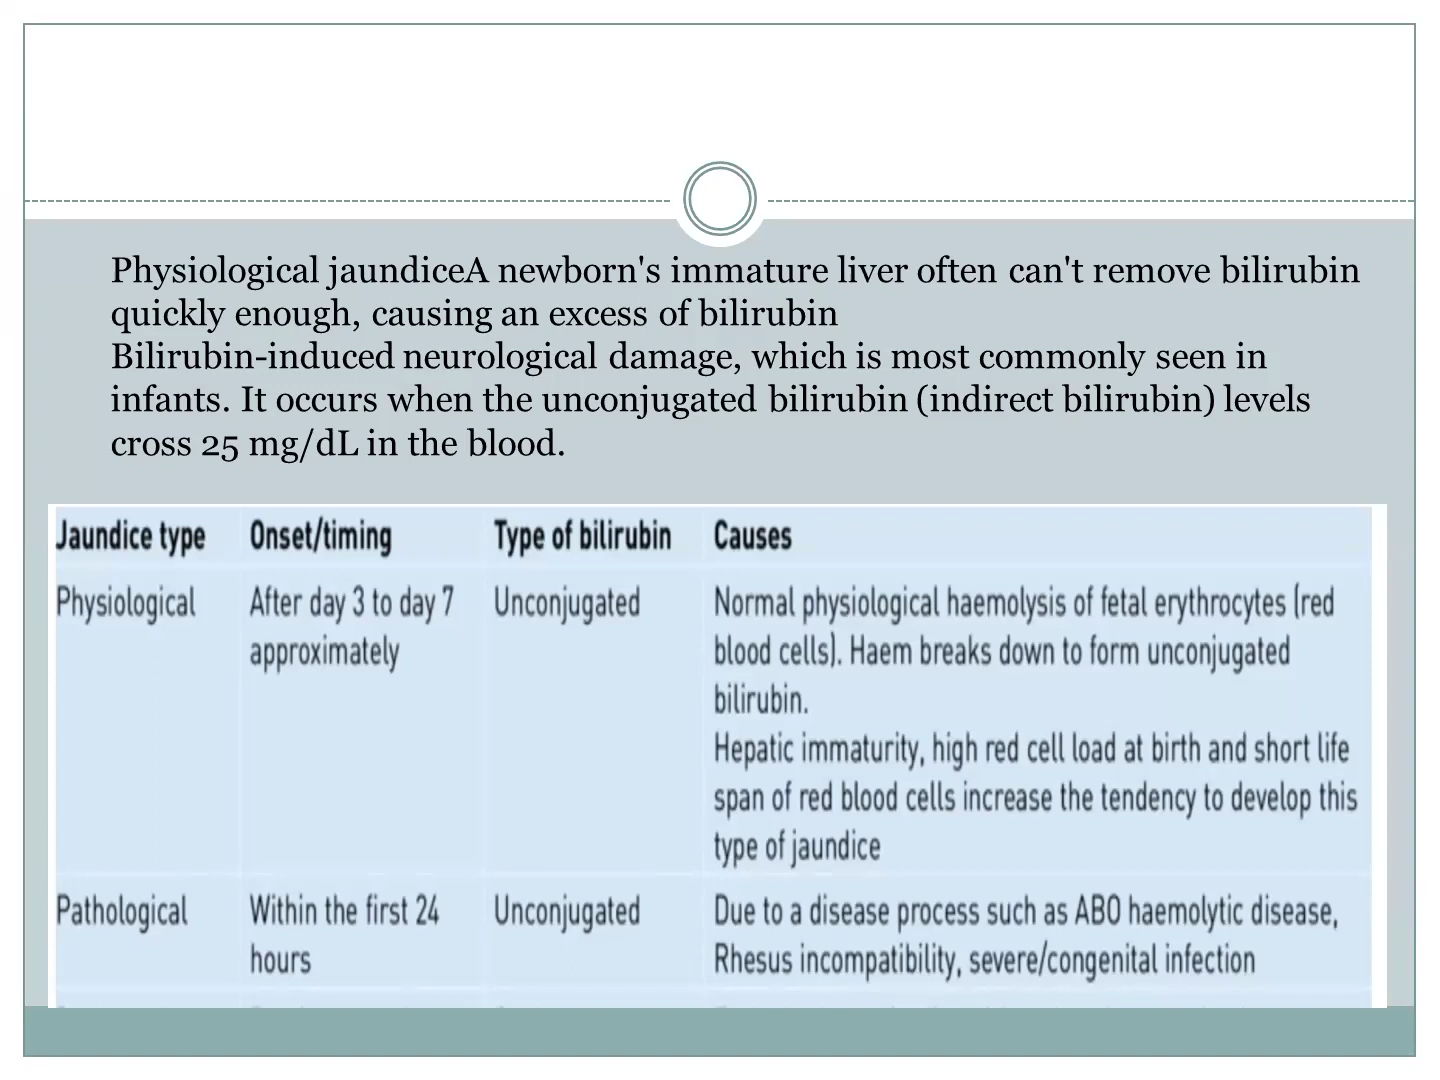 Physiological jaundiceA newborn's immature liver often can't remove bilirubin
quickly enough, causing an excess of bilirubin
Bilirubin-induced neurological damage, which is most commonly seen in
infants. It occurs when the unconjugated bilirubin (indirect bilirubin) levels
cross 25 mg/dL in the blood.
Jaundice type Onset/timing Type of bilirubin Causes
Physiological After day 3 to day 7 Unconjugated Normal physiological haemolysis of fetal erythrocytes (red
approximately blood cells). Haem breaks down to form unconjugated
bilirubin.
Hepatic immaturity, high red cell load at birth and short life
span of red blood cells increase the tendency to develop this
type of jaundice
Pathological Within the first 24 Unconjugated Due to a disease process such as ABO haemolytic disease,
hours Rhesus incompatibility, severe/congenital infection